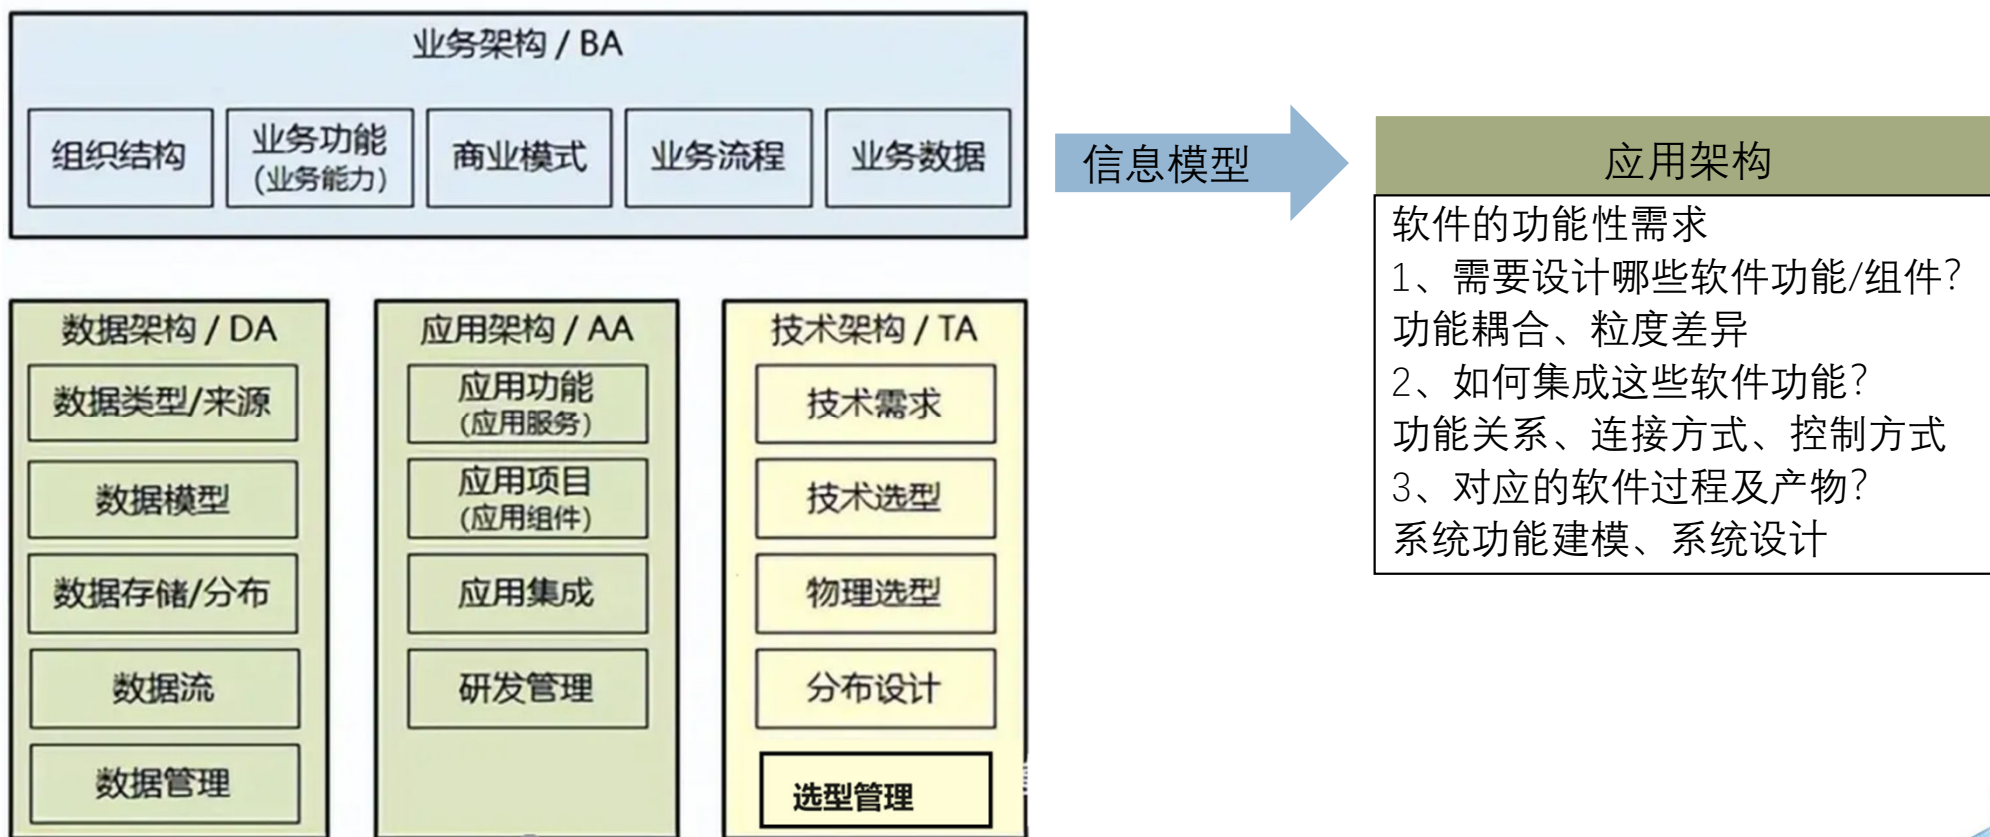 业务架构 / BA
组织结构
业务功能
(业务能力)
商业模式
业务流程
业务数据
数据架构 / DA
数据类型/来源
数据模型
数据存储/分布
数据流
数据管理
应用架构 / AA
应用功能
(应用服务)
应用项目
(应用组件)
应用集成
研发管理
技术架构 / TA
技术需求
技术选型
物理选型
分布设计
选型管理
信息模型
应用架构
软件的功能性需求
1、需要设计哪些软件功能/组件?
功能耦合、粒度差异
2、如何集成这些软件功能?
功能关系、连接方式、控制方式
3、对应的软件过程及产物?
系统功能建模、系统设计